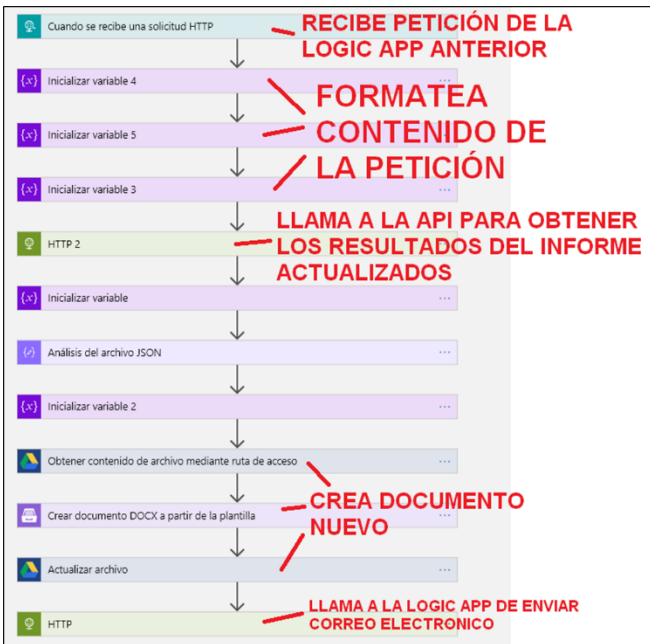 Cuando se recibe una solicitud HTTP
RECIBE PETICIÓN DE LA
LOGIC APP ANTERIOR
Inicializar variable 4
FORMATEA
Inicializar variable 5
CONTENIDO DE
Inicializar variable 3
LA PETICIÓN
HTTP 2
LLAMA A LA API PARA OBTENER
LOS RESULTADOS DEL INFORME
ACTUALIZADOS
Inicializar variable
Análisis del archivo JSON
Inicializar variable 2
Obtener contenido de archivo mediante ruta de acceso
Crear documento DOCX a partir de la plantilla
CREA DOCUMENTO
NUEVO
Actualizar archivo
HTTP
LLAMA A LA LOGIC APP DE ENVIAR
CORREO ELECTRONICO